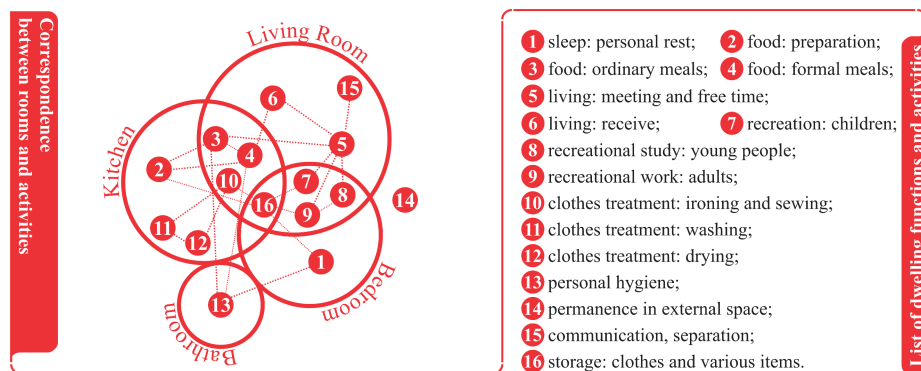 Correspondence
between rooms and activities
Living Room
Kitchen
Bedroom
Bathroom
6
15
3
5
4
2
10
7
8
14
16
9
11
12
1
13
1 sleep: personal rest; 2 food: preparation;
3 food: ordinary meals; 4 food: formal meals;
5 living: meeting and free time;
6 living: receive; 7 recreation: children;
8 recreational study: young people;
9 recreational work: adults;
10 clothes treatment: ironing and sewing;
11 clothes treatment: washing;
12 clothes treatment: drying;
13 personal hygiene;
14 permanence in external space;
15 communication, separation;
16 storage: clothes and various items.
List of dwelling functions and activities